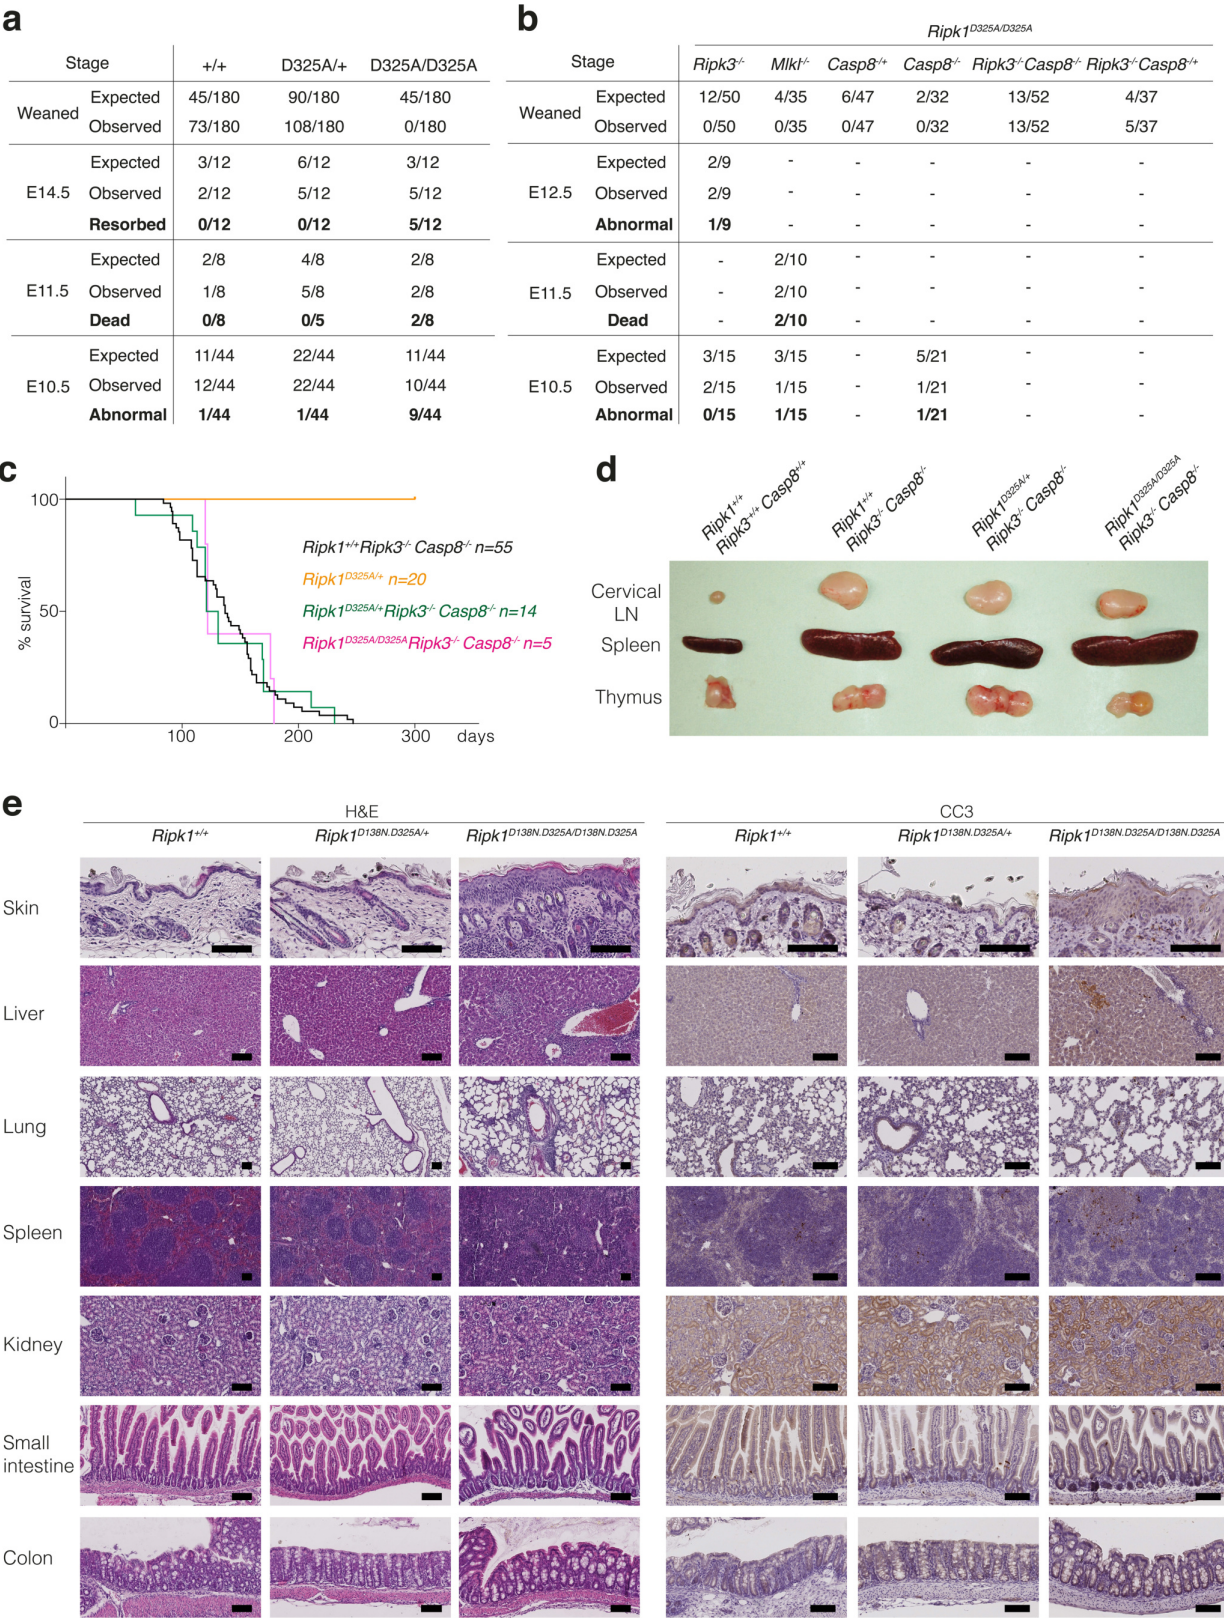 a
Stage +/+ D325A/+ D325A/D325A
Weaned
Expected 45/180 90/180 45/180
Observed 73/180 108/180 0/180
E14.5
Expected 3/12 6/12 3/12
Observed 2/12 5/12 5/12
Resorbed 0/12 0/12 5/12
E11.5
Expected 2/8 4/8 2/8
Observed 1/8 5/8 2/8
Dead 0/8 0/5 2/8
E10.5
Expected 11/44 22/44 11/44
Observed 12/44 22/44 10/44
Abnormal 1/44 1/44 9/44
b
Ripk1D325A/D325A
Stage Ripk3-/- Mlkl-/- Casp8-/+ Casp8-/- Ripk3-/-Casp8-/- Ripk3-/-Casp8-/+
Weaned
Expected 12/50 4/35 6/47 2/32 13/52 4/37
Observed 0/50 0/35 0/47 0/32 13/52 5/37
E12.5
Expected 2/9 - - - - -
Observed 2/9 - - - - -
Abnormal 1/9 - - - - -
E11.5
Expected - 2/10 - - - -
Observed - 2/10 - - - -
Dead - 2/10 - - - -
E10.5
Expected 3/15 3/15 - 5/21 - -
Observed 2/15 1/15 - 1/21 - -
Abnormal 0/15 1/15 - 1/21 - -
c
% survival
100
50
0
100 200 300 days
Ripk1+/+Ripk3-/- Casp8-/- n=55
Ripk1D325A/+ n=20
Ripk1D325A/+Ripk3-/- Casp8-/- n=14
Ripk1D325A/D325ARipk3-/- Casp8-/- n=5
d
Ripk1+/+
Ripk3+/+ Casp8+/+
Ripk1+/+
Ripk3-/- Casp8-/-
Ripk1D325A/+
Ripk3-/- Casp8-/-
Ripk1D325A/D325A
Ripk3-/- Casp8-/-
Cervical
LN
Spleen
Thymus
e
H&E CC3
Ripk1+/+ Ripk1D138N.D325A/+ Ripk1D138N.D325A/D138N.D325A Ripk1+/+ Ripk1D138N.D325A/+ Ripk1D138N.D325A/D138N.D325A
Skin
Liver
Lung
Spleen
Kidney
Small
intestine
Colon